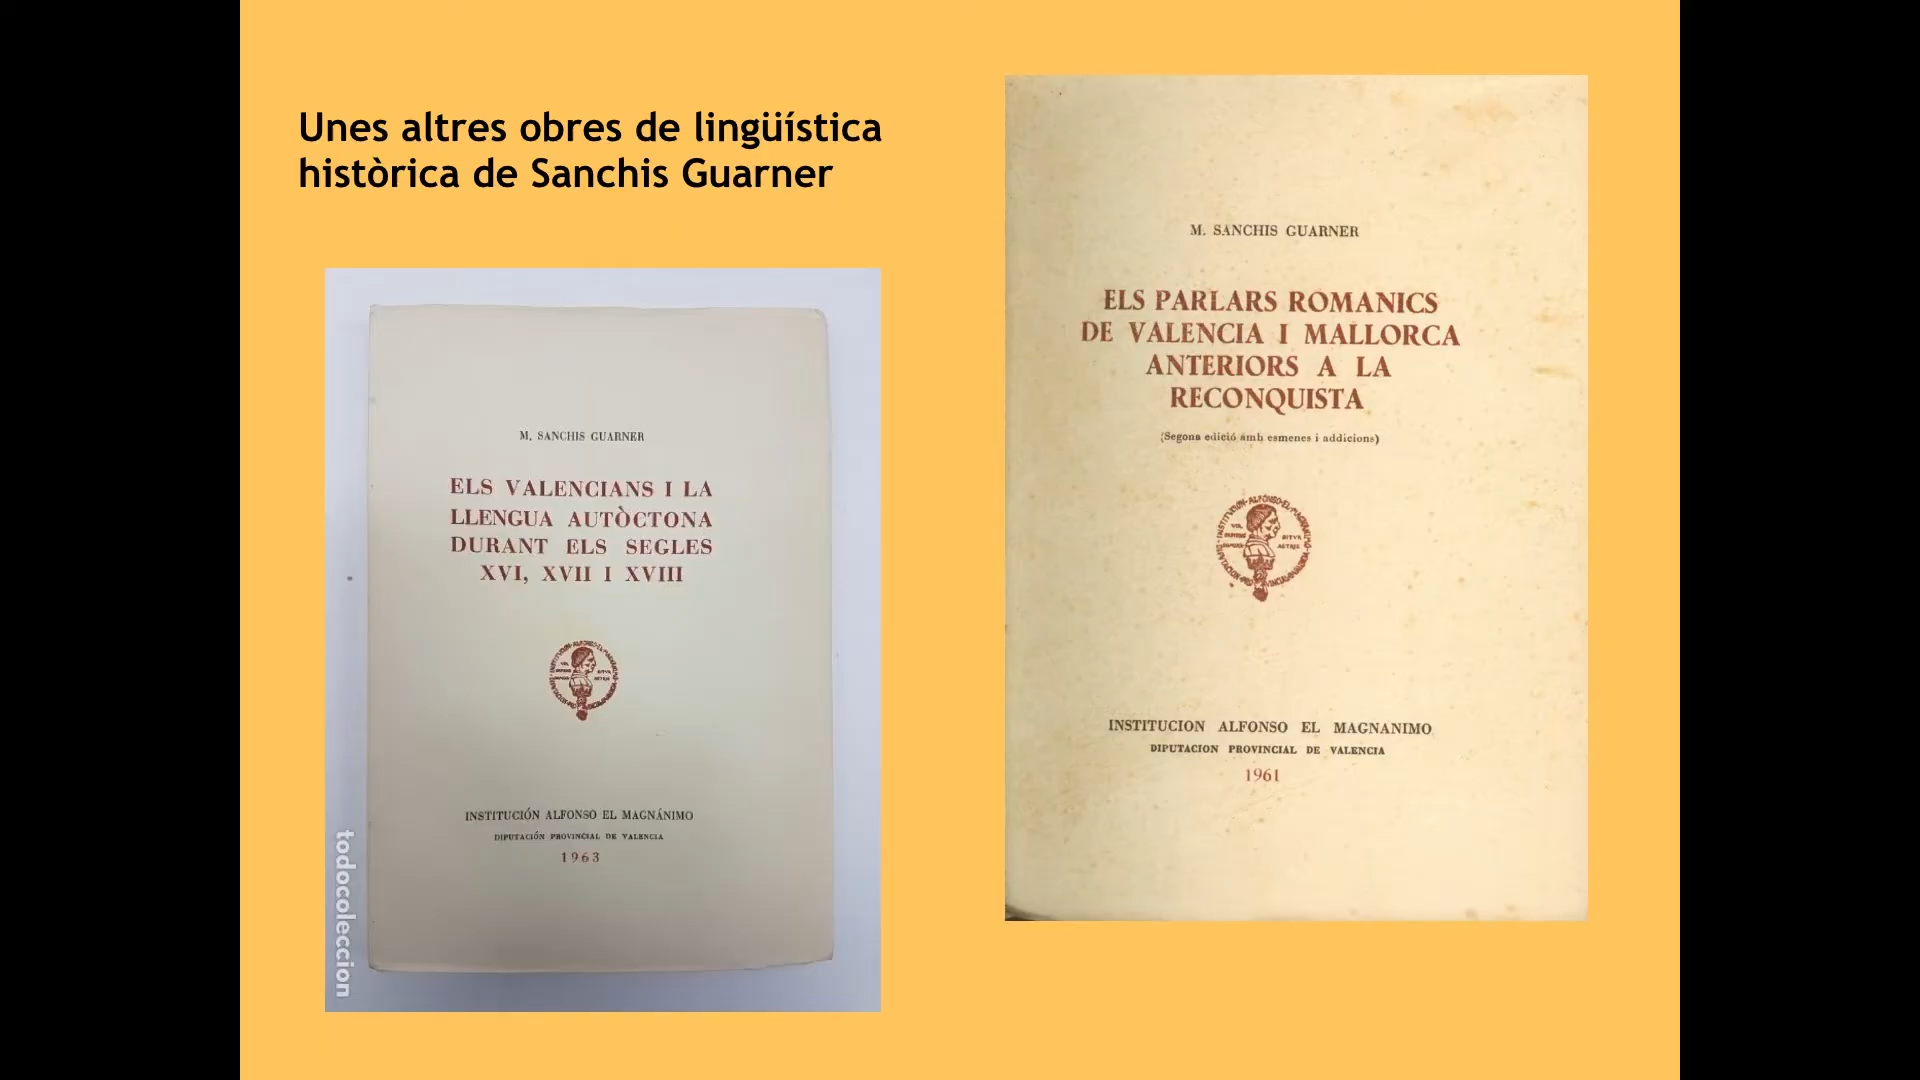 Unes altres obres de lingüística
històrica de Sanchis Guarner
M. SANCHIS GUARNER
ELS VALENCIANS I LA
LLENGUA AUTÒCTONA
DURANT ELS SEGLES
XVI, XVII I XVIII
INSTITUCIÓN ALFONSO EL MAGNÁNIMO
DIPUTACIÓN PROVINCIAL DE VALENCIA
1963
todocoleccion
M. SANCHIS GUARNER
ELS PARLARS ROMANICS
DE VALENCIA I MALLORCA
ANTERIORS A LA
RECONQUISTA
(Segona edició amb esmenes i addicions)
INSTITUCION ALFONSO EL MAGNANIMO
DIPUTACION PROVINCIAL DE VALENCIA
1961